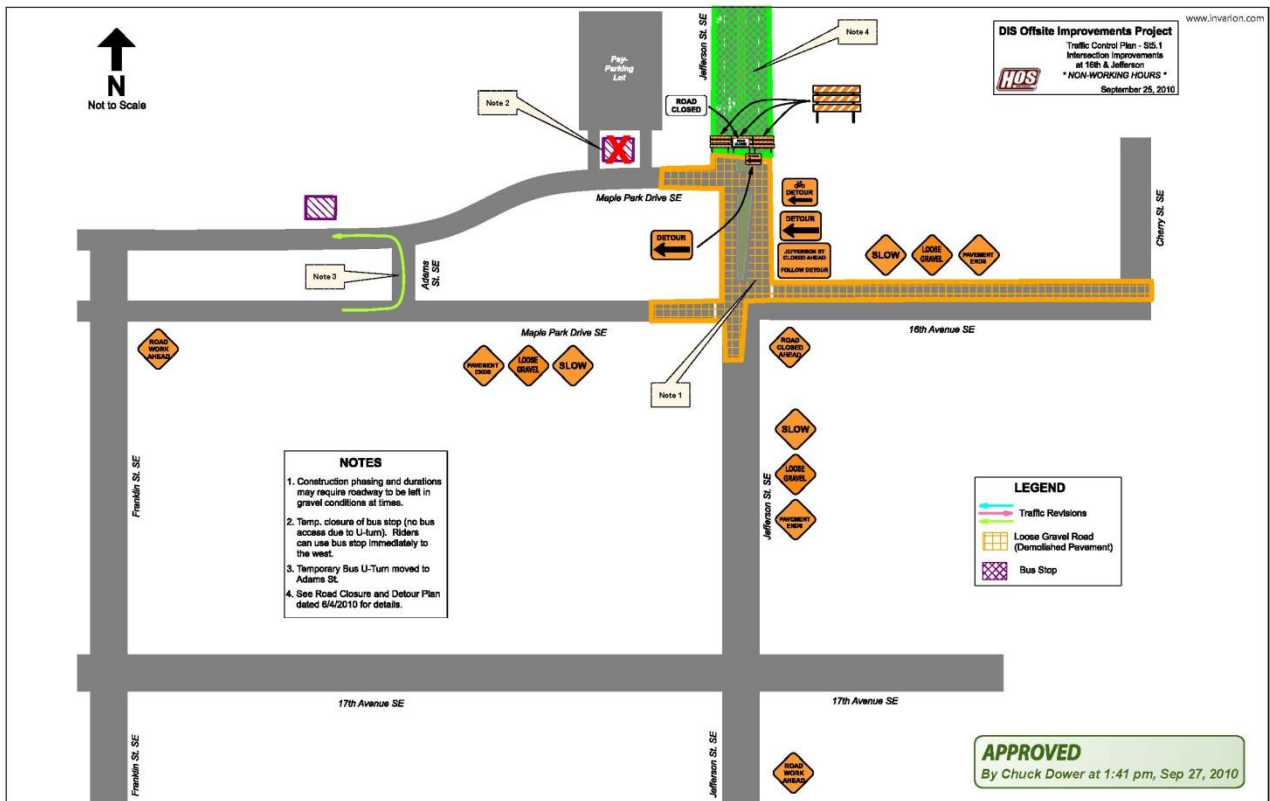 www.invarion.com
DIS Offsite Improvements Project
Traffic Control Plan - St5.1
Intersection Improvements
at 16th & Jefferson
* NON-WORKING HOURS *
September 25, 2010
HOS
N
Not to Scale
Pay-
Parking
Lot
Note 2
Jefferson St. SE
Note 4
ROAD
CLOSED
Maple Park Drive SE
DETOUR
DETOUR
DETOUR
JEFFERSON ST
CLOSED AHEAD
FOLLOW DETOUR
SLOW
LOOSE
GRAVEL
PAVEMENT
ENDS
Cherry St. SE
Note 3
Adams
St. SE
Maple Park Drive SE
16th Avenue SE
ROAD
WORK
AHEAD
PAVEMENT
ENDS
LOOSE
GRAVEL
SLOW
ROAD
CLOSED
AHEAD
Note 1
SLOW
LOOSE
GRAVEL
PAVEMENT
ENDS
Franklin St. SE
Jefferson St. SE
NOTES
1. Construction phasing and durations
may require roadway to be left in
gravel conditions at times.
2. Temp. closure of bus stop (no bus
access due to U-turn). Riders
can use bus stop immediately to
the west.
3. Temporary Bus U-Turn moved to
Adams St.
4. See Road Closure and Detour Plan
dated 6/4/2010 for details.
LEGEND
Traffic Revisions
Loose Gravel Road
(Demolished Pavement)
Bus Stop
17th Avenue SE
17th Avenue SE
Franklin St. SE
Jefferson St. SE
ROAD
WORK
AHEAD
APPROVED
By Chuck Dower at 1:41 pm, Sep 27, 2010